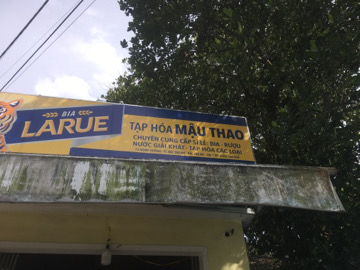 BIA
LARUE
TẠP HÓA MẬU THAO
CHUYÊN CUNG CẤP SỈ LẺ: BIA - RƯỢU
NƯỚC GIẢI KHÁT - TẠP HÓA CÁC LOẠI